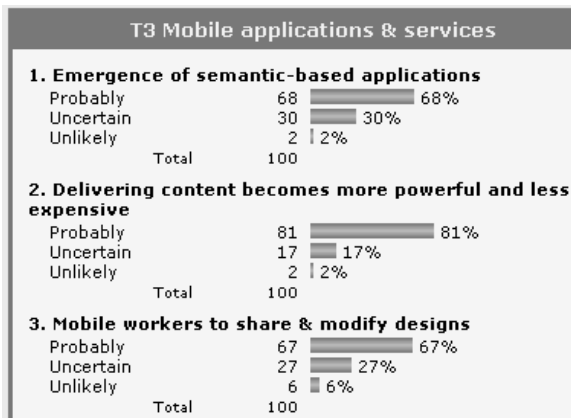 T3 Mobile applications & services
1. Emergence of semantic-based applications
Probably 68 68%
Uncertain 30 30%
Unlikely 2 2%
Total 100
2. Delivering content becomes more powerful and less
expensive
Probably 81 81%
Uncertain 17 17%
Unlikely 2 2%
Total 100
3. Mobile workers to share & modify designs
Probably 67 67%
Uncertain 27 27%
Unlikely 6 6%
Total 100